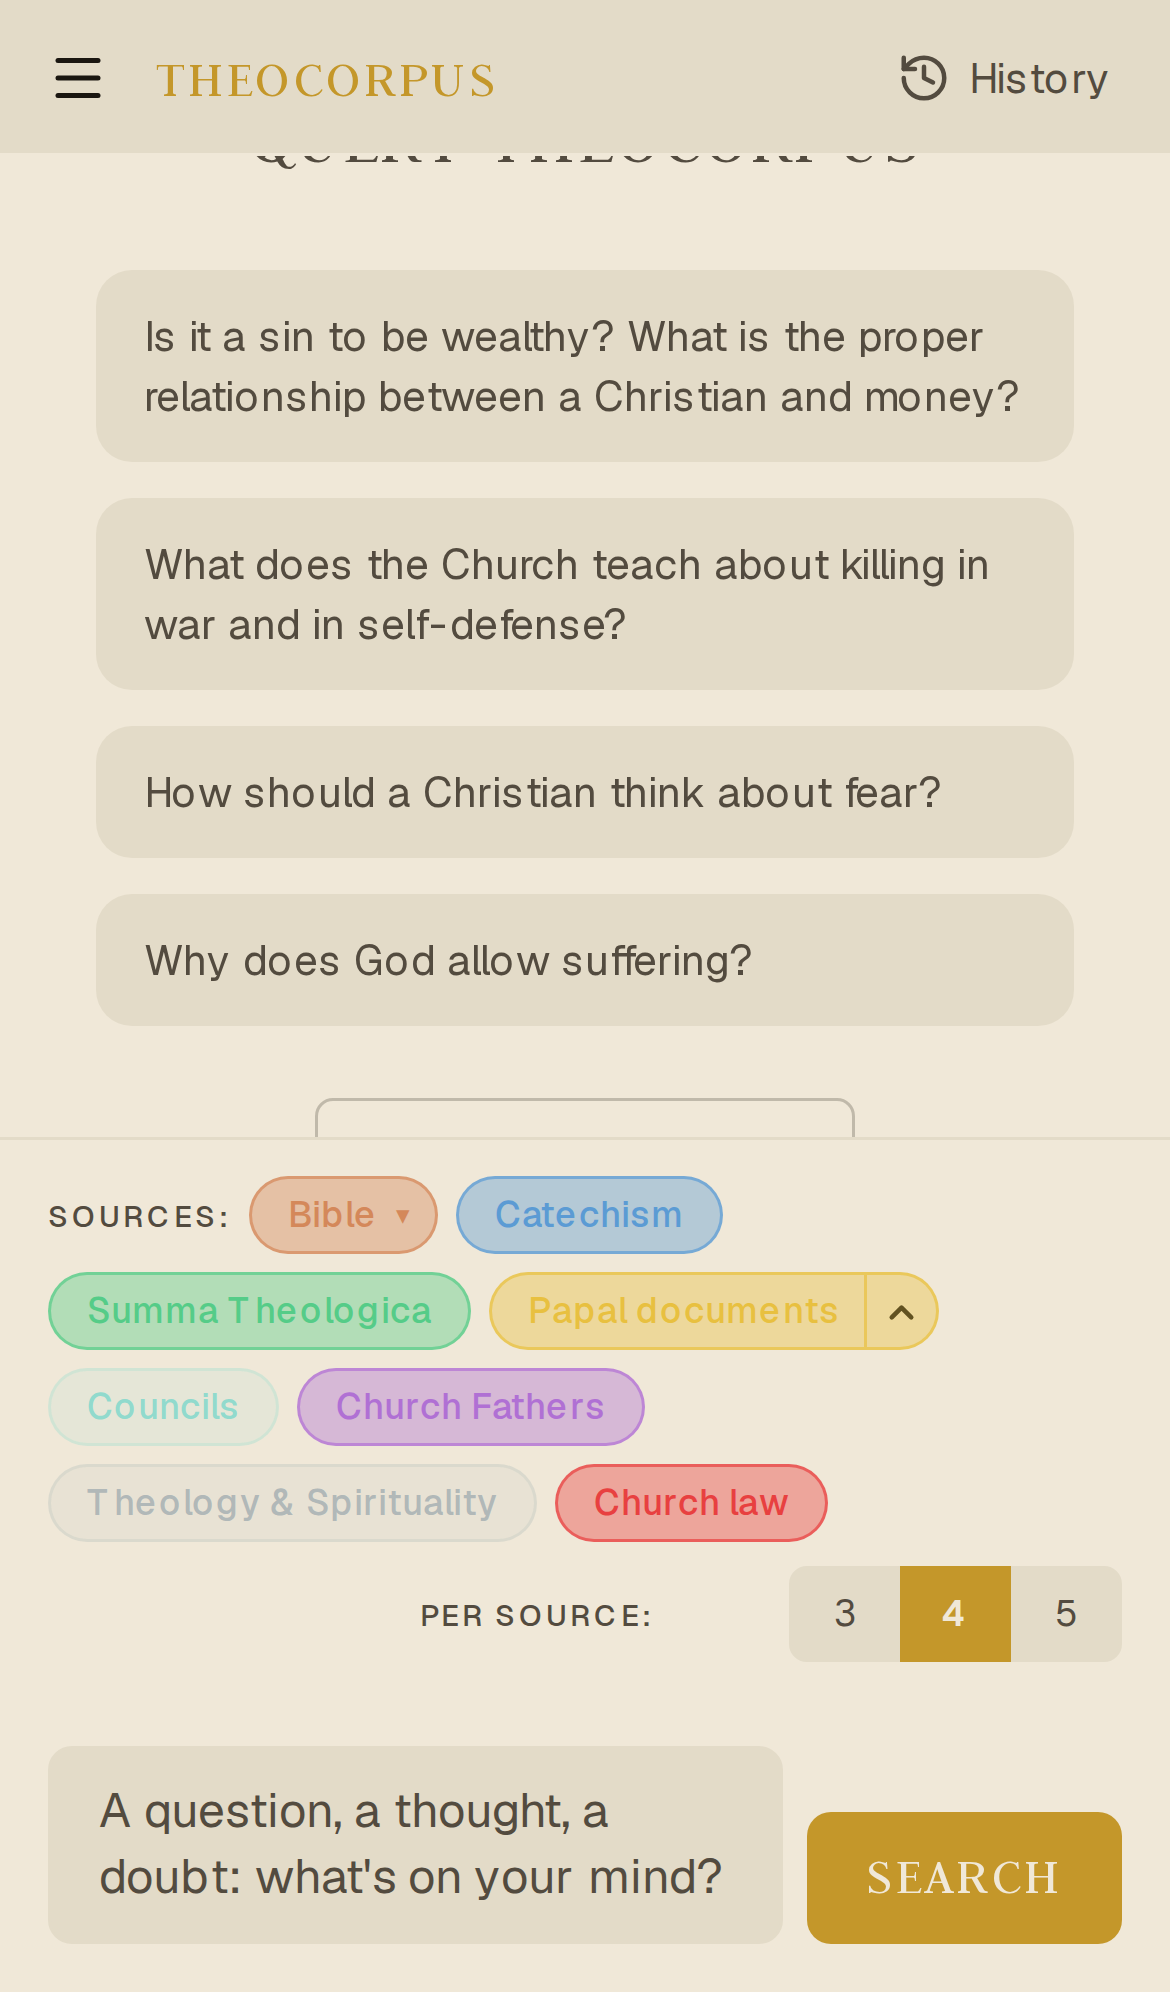 THEOCORPUS
History
QUERY THEOCORPUS
Is it a sin to be wealthy? What is the proper
relationship between a Christian and money?
What does the Church teach about killing in
war and in self-defense?
How should a Christian think about fear?
Why does God allow suffering?
SOURCES: Bible ▼ Catechism
Summa Theologica Papal documents
Councils Church Fathers
Theology & Spirituality Church law
PER SOURCE: 3 4 5
A question, a thought, a
doubt: what's on your mind?
SEARCH